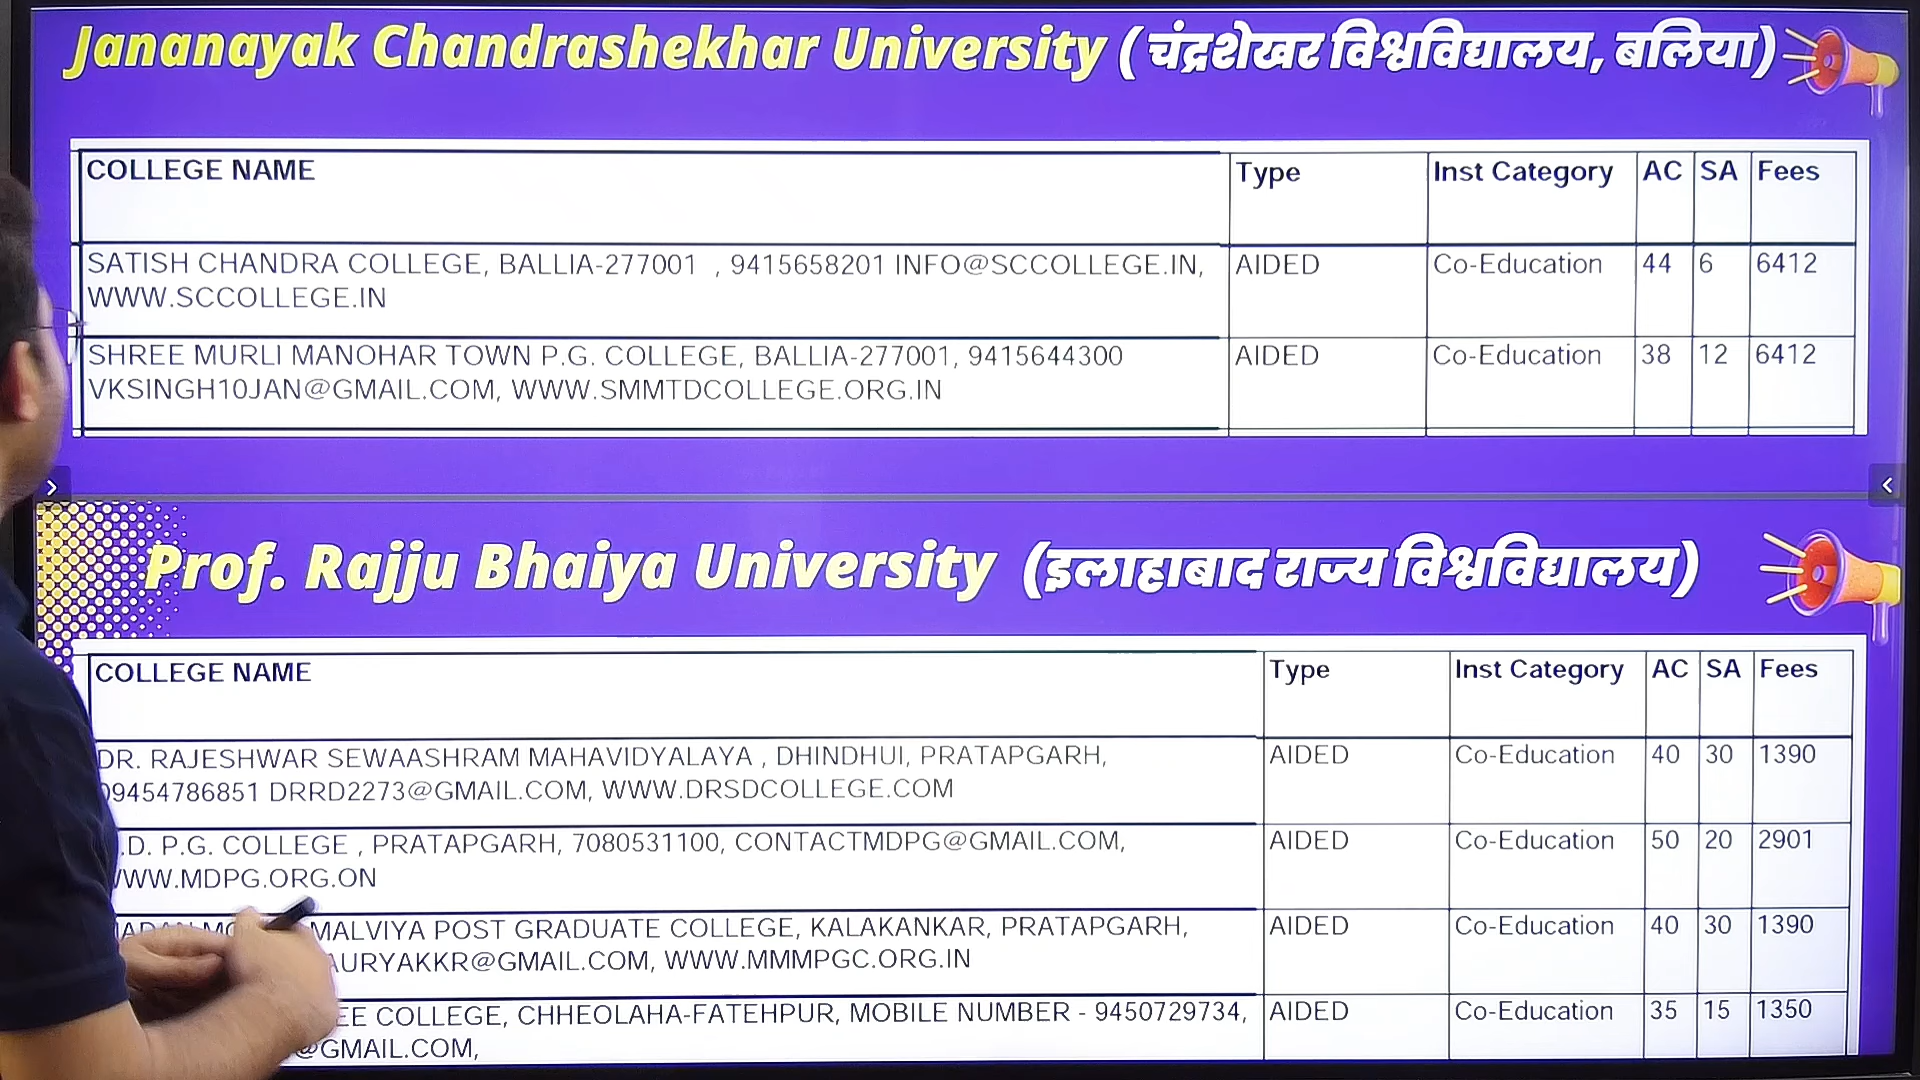 Jananayak Chandrashekhar University (चंद्रशेखर विश्वविद्यालय, बलिया)
COLLEGE NAME Type Inst Category AC SA Fees
SATISH CHANDRA COLLEGE, BALLIA-277001 , 9415658201 INFO@SCCOLLEGE.IN, AIDED Co-Education 44 6 6412
WWW.SCCOLLEGE.IN
SHREE MURLI MANOHAR TOWN P.G. COLLEGE, BALLIA-277001, 9415644300 AIDED Co-Education 38 12 6412
VKSINGH10JAN@GMAIL.COM, WWW.SMMTDCOLLEGE.ORG.IN
Prof. Rajju Bhaiya University (इलाहाबाद राज्य विश्वविद्यालय)
COLLEGE NAME Type Inst Category AC SA Fees
DR. RAJESHWAR SEWAASHRAM MAHAVIDYALAYA , DHINDHUI, PRATAPGARH, AIDED Co-Education 40 30 1390
09454786851 DRRD2273@GMAIL.COM, WWW.DRSDCOLLEGE.COM
.D. P.G. COLLEGE , PRATAPGARH, 7080531100, CONTACTMDPG@GMAIL.COM, AIDED Co-Education 50 20 2901
WWW.MDPG.ORG.ON
MALVIYA POST GRADUATE COLLEGE, KALAKANKAR, PRATAPGARH, AIDED Co-Education 40 30 1390
AURYAKKR@GMAIL.COM, WWW.MMMPGC.ORG.IN
EE COLLEGE, CHHEOLAHA-FATEHPUR, MOBILE NUMBER - 9450729734, AIDED Co-Education 35 15 1350
@GMAIL.COM,